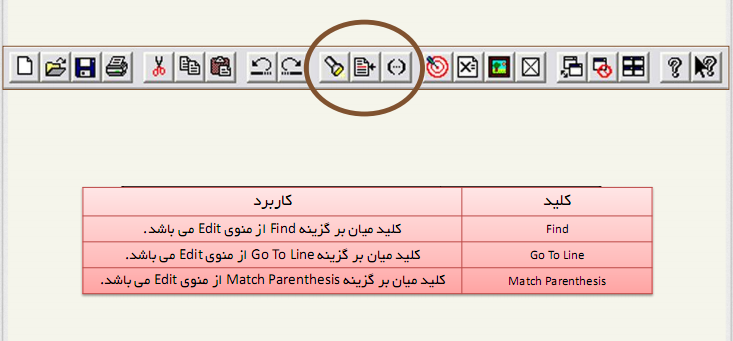 کلید کاربرد
Find کلید میان بر گزینه Find از منوی Edit می باشد.
Go To Line کلید میان بر گزینه Go To Line از منوی Edit می باشد.
Match Parenthesis کلید میان بر گزینه Match Parenthesis از منوی Edit می باشد.